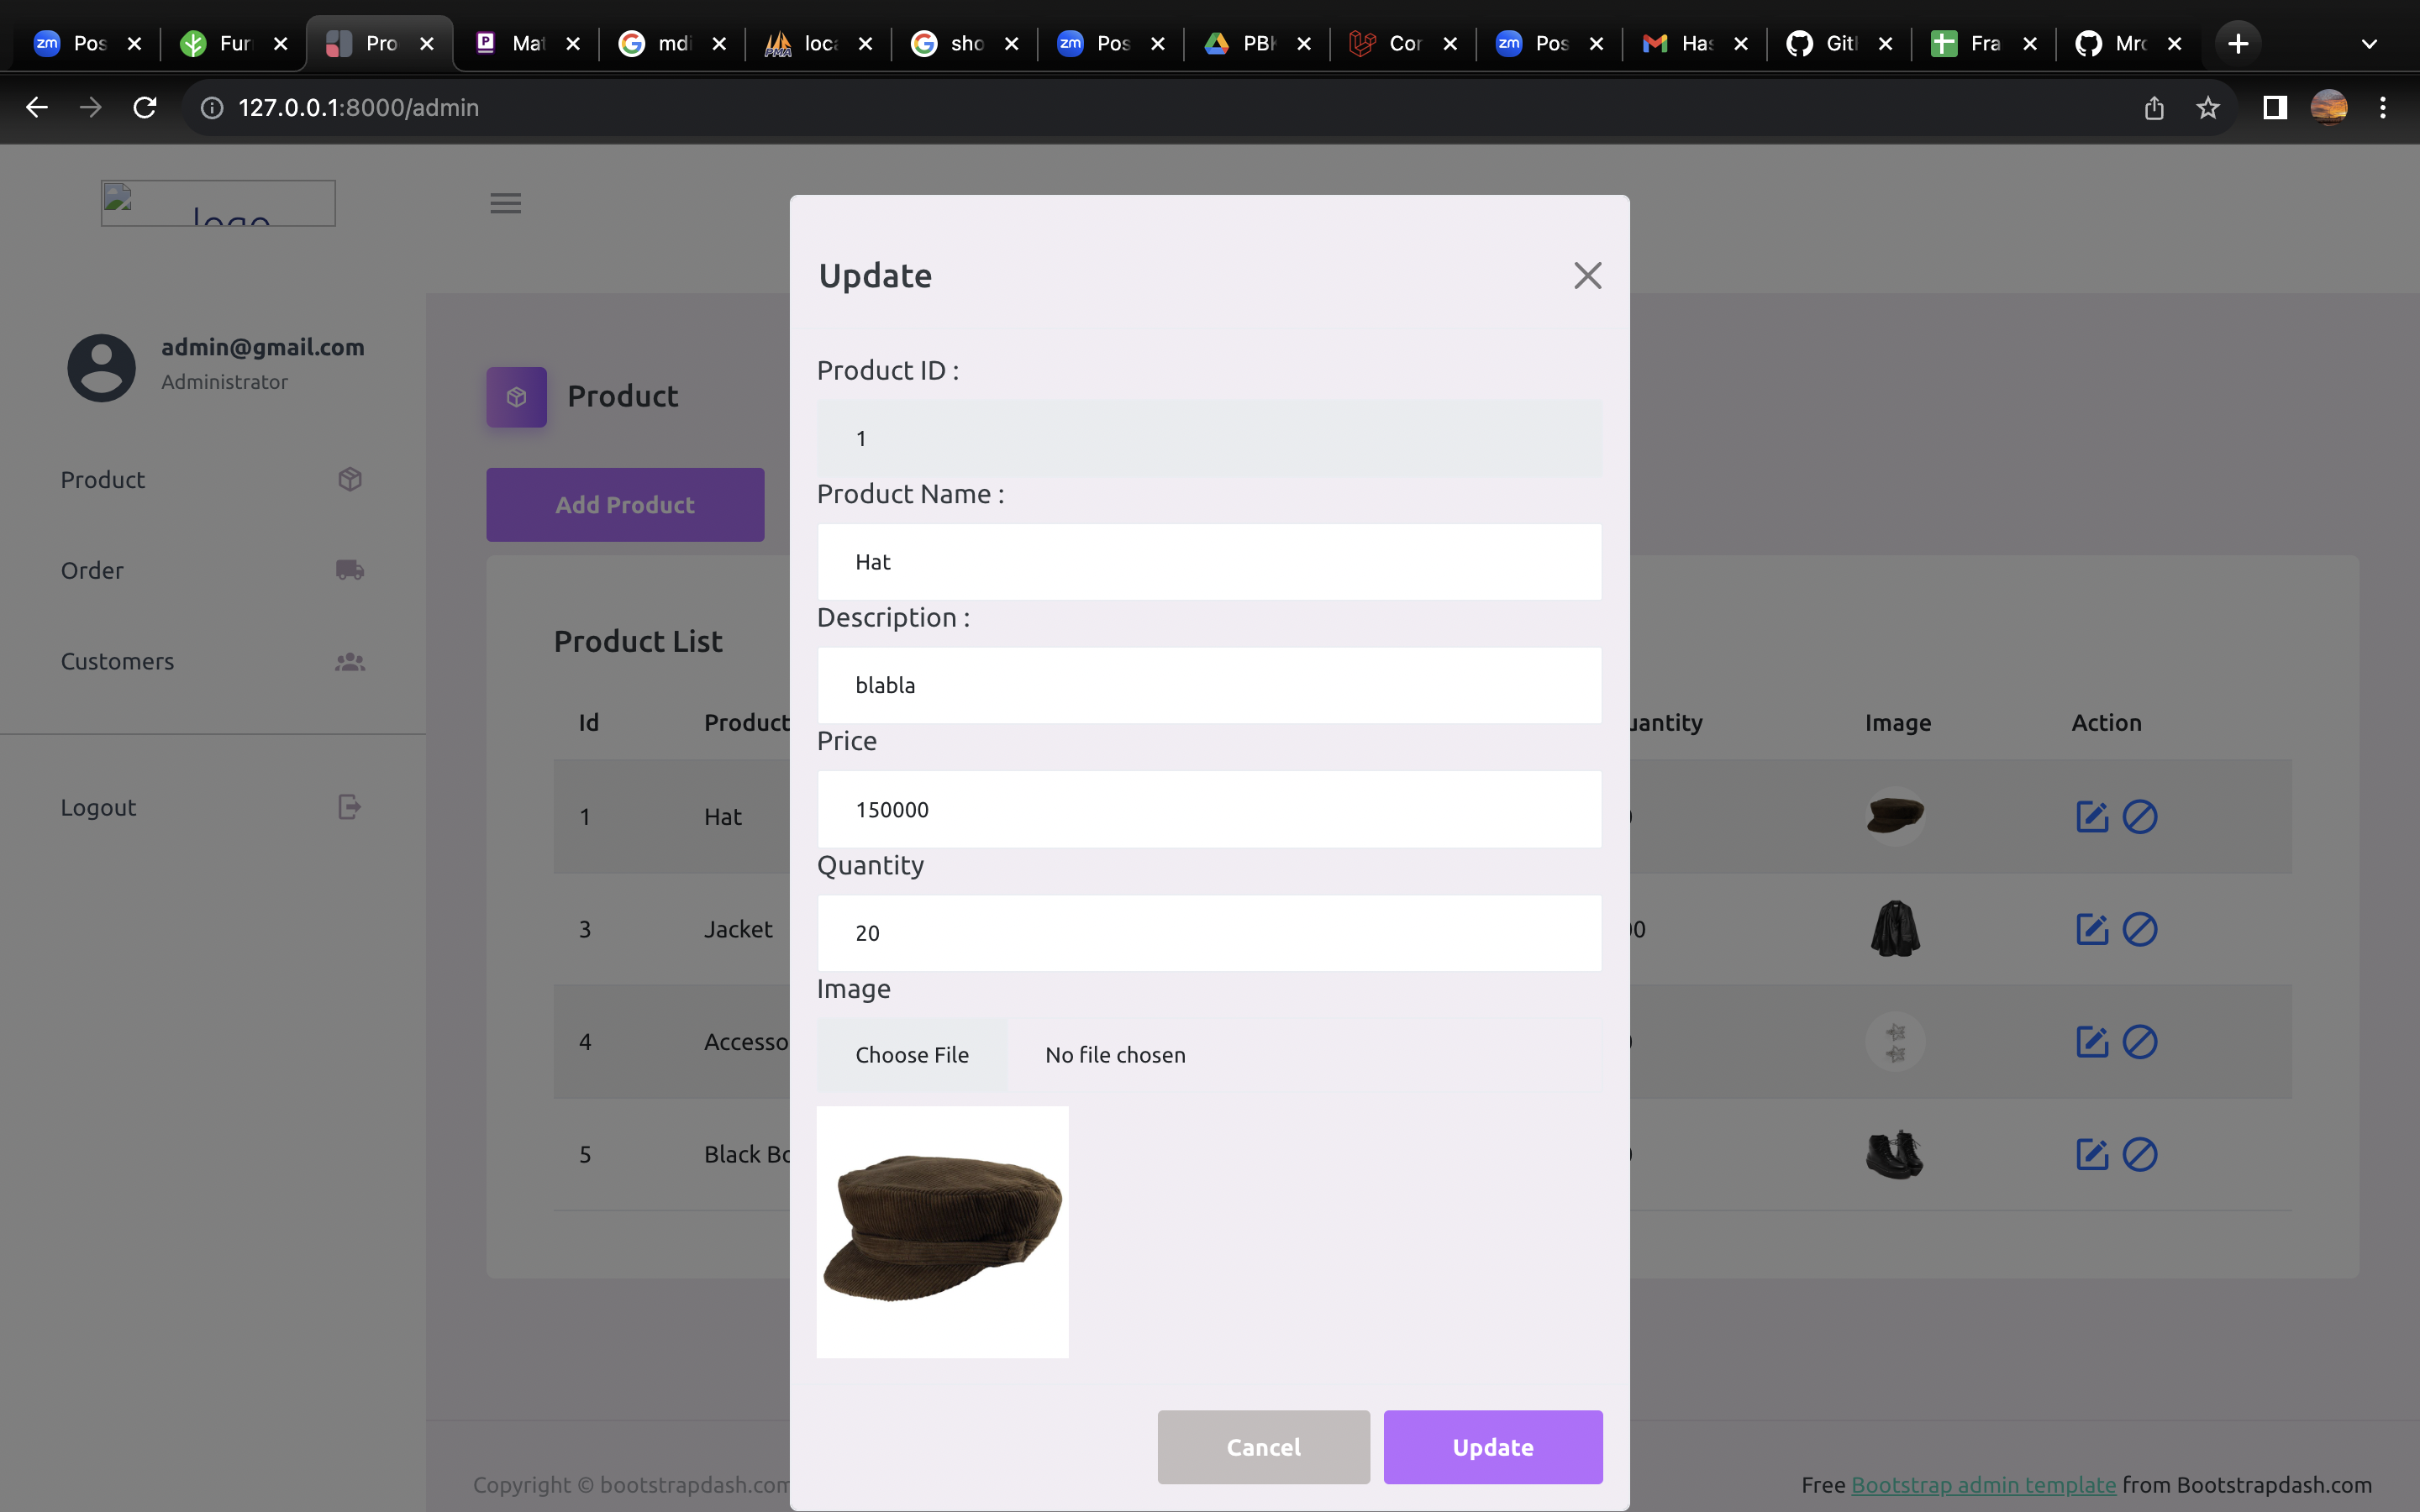 Pos Fur Pro Mat mdi loca sho Pos PBK Cor Pos Has Git Fra Mro
127.0.0.1:8000/admin
logo
admin@gmail.com
Administrator
Product
Order
Customers
Logout
Product
Add Product
Product List
Id Product uantity Image Action
1 Hat
3 Jacket 00
4 Accesso
5 Black Bo
Update
Product ID :
1
Product Name :
Hat
Description :
blabla
Price
150000
Quantity
20
Image
Choose File No file chosen
Cancel Update
Copyright © bootstrapdash.com
Free Bootstrap admin template from Bootstrapdash.com